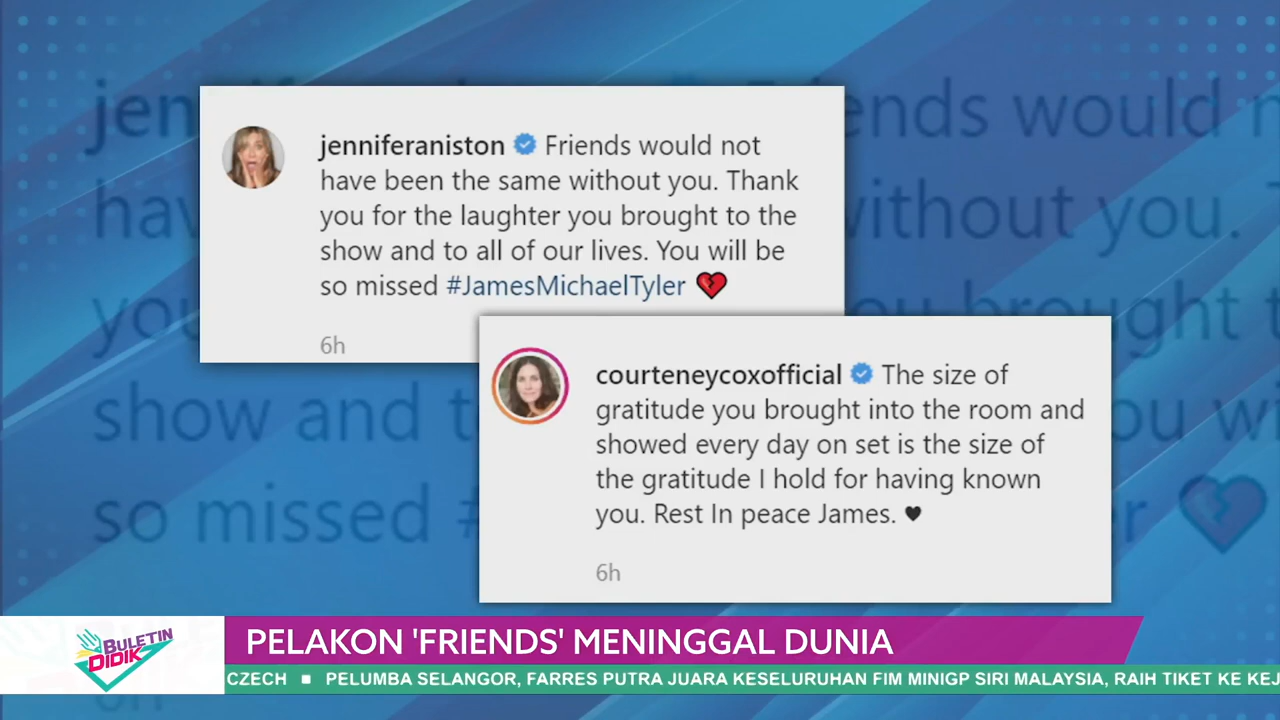 jenniferaniston Friends would not
have been the same without you. Thank
you for the laughter you brought to the
show and to all of our lives. You will be
so missed #JamesMichaelTyler
6h
courteneycoxofficial The size of
gratitude you brought into the room and
showed every day on set is the size of
the gratitude I hold for having known
you. Rest In peace James. ♥
6h
BULETIN
DIDIK
PELAKON 'FRIENDS' MENINGGAL DUNIA
CZECH ■ PELUMBA SELANGOR, FARRES PUTRA JUARA KESELURUHAN FIM MINIGP SIRI MALAYSIA, RAIH TIKET KE KEJ